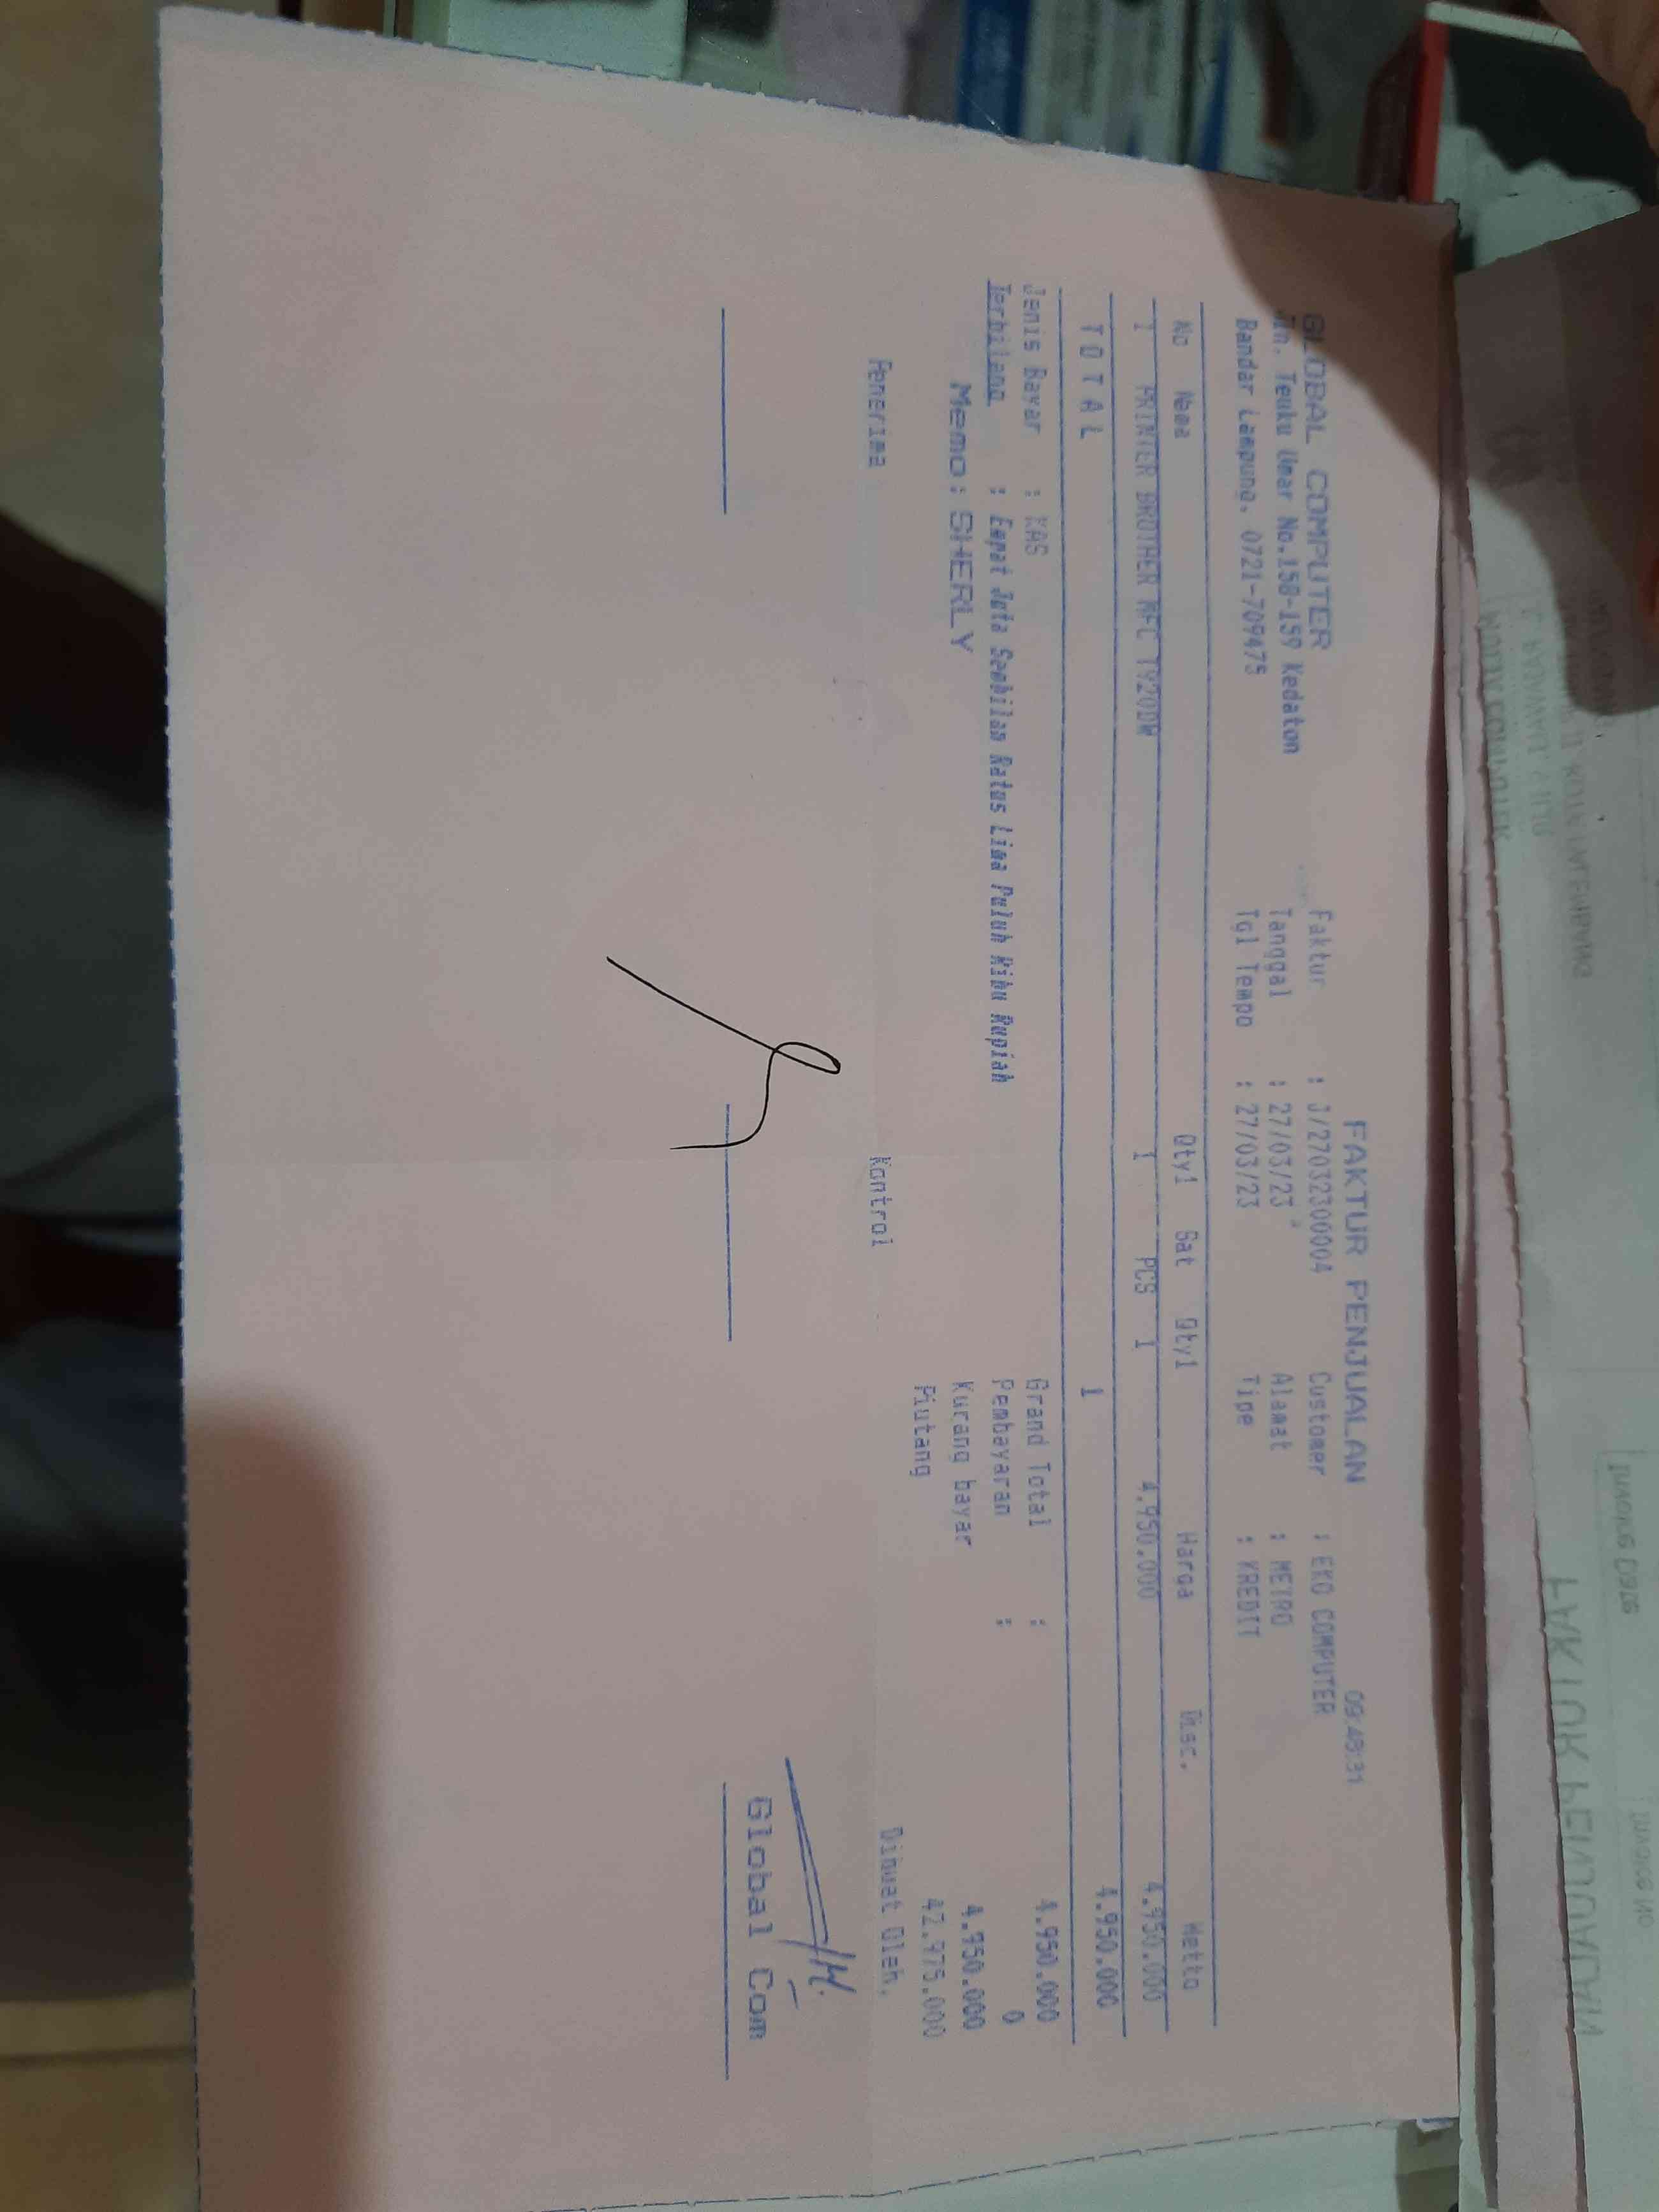 FAKTUR PENJUALAN 09:48:31
GLOBAL COMPUTER Faktur : J/27032300004 Customer : EKO COMPUTER
Jln. Teuku Umar No.158-159 Kedaton Tanggal : 27/03/23 Alamat : METRO
Bandar Lampung, 0721-709475 Tgl Tempo : 27/03/23 Tipe : KREDIT
No Nama Qty1 Sat Qty1 Harga Disc. Netto
1 PRINTER BROTHER MFC T920DW 1 PCS 1 4.950.000 4.950.000
T O T A L 1 4.950.000
Jenis Bayar : KAS Grand Total : 4.950.000
Terbilang : Empat Juta Sembilan Ratus Lima Puluh Ribu Rupiah Pembayaran : 0
Memo : SHERLY Kurang bayar 4.950.000
Piutang 42.975.000
Penerima Kontrol Dibuat Oleh,
Global Com